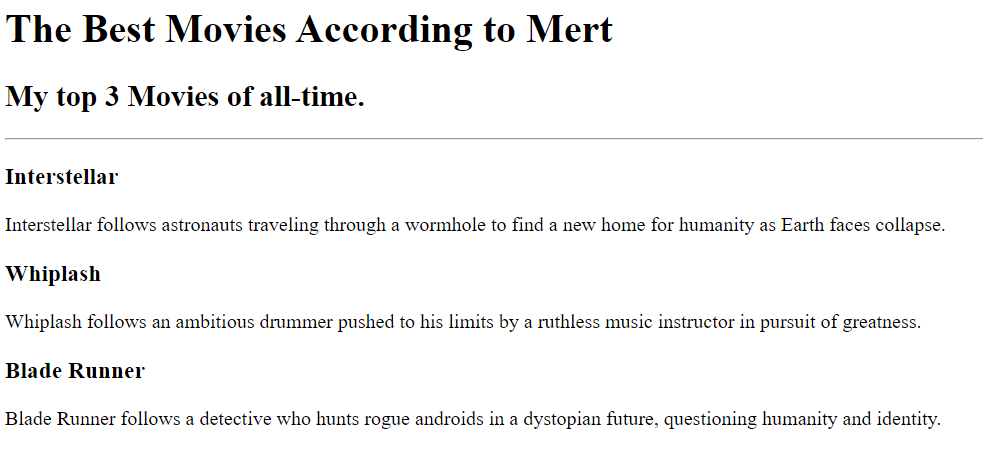 The Best Movies According to Mert
My top 3 Movies of all-time.
Interstellar
Interstellar follows astronauts traveling through a wormhole to find a new home for humanity as Earth faces collapse.
Whiplash
Whiplash follows an ambitious drummer pushed to his limits by a ruthless music instructor in pursuit of greatness.
Blade Runner
Blade Runner follows a detective who hunts rogue androids in a dystopian future, questioning humanity and identity.